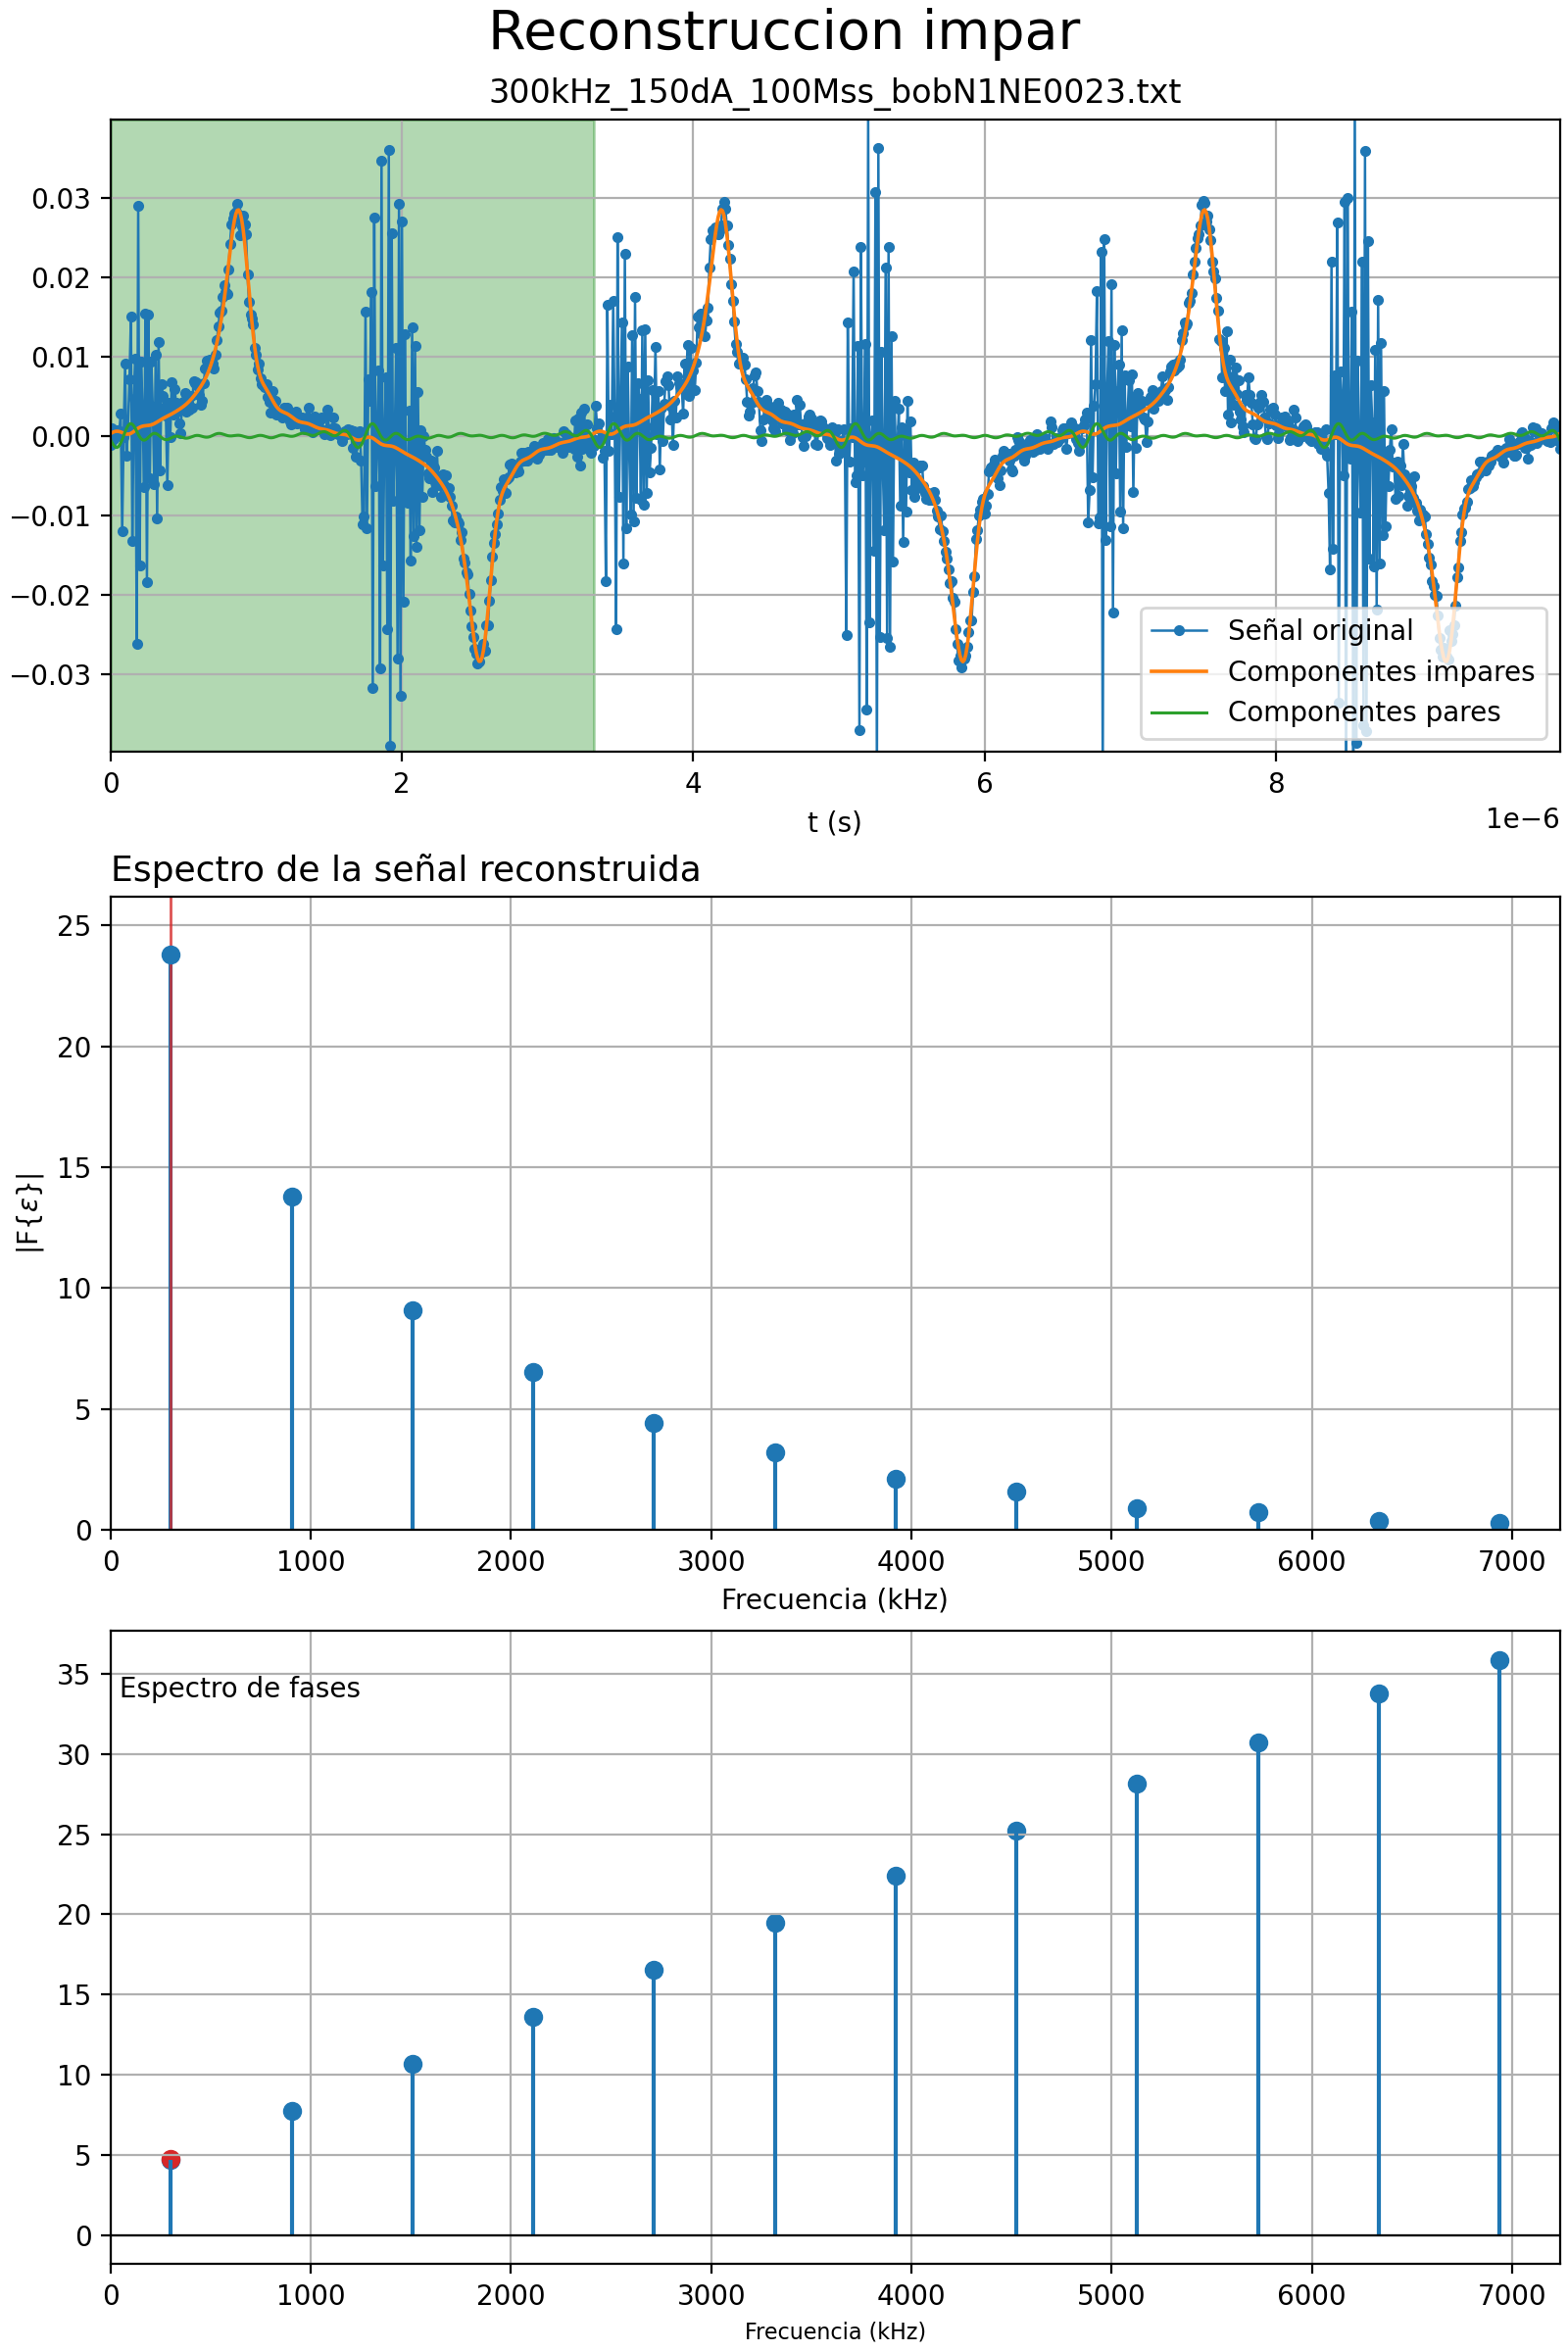 Reconstruccion impar
300kHz_150dA_100Mss_bobN1NE0023.txt
0.03
0.02
0.01
0.00
−0.01
−0.02
−0.03
Señal original
Componentes impares
Componentes pares
0 2 4 6 8
1e−6
t (s)
Espectro de la señal reconstruida
25
20
15
10
5
0
|F{ε}|
0 1000 2000 3000 4000 5000 6000 7000
Frecuencia (kHz)
Espectro de fases
35
30
25
20
15
10
5
0
0 1000 2000 3000 4000 5000 6000 7000
Frecuencia (kHz)